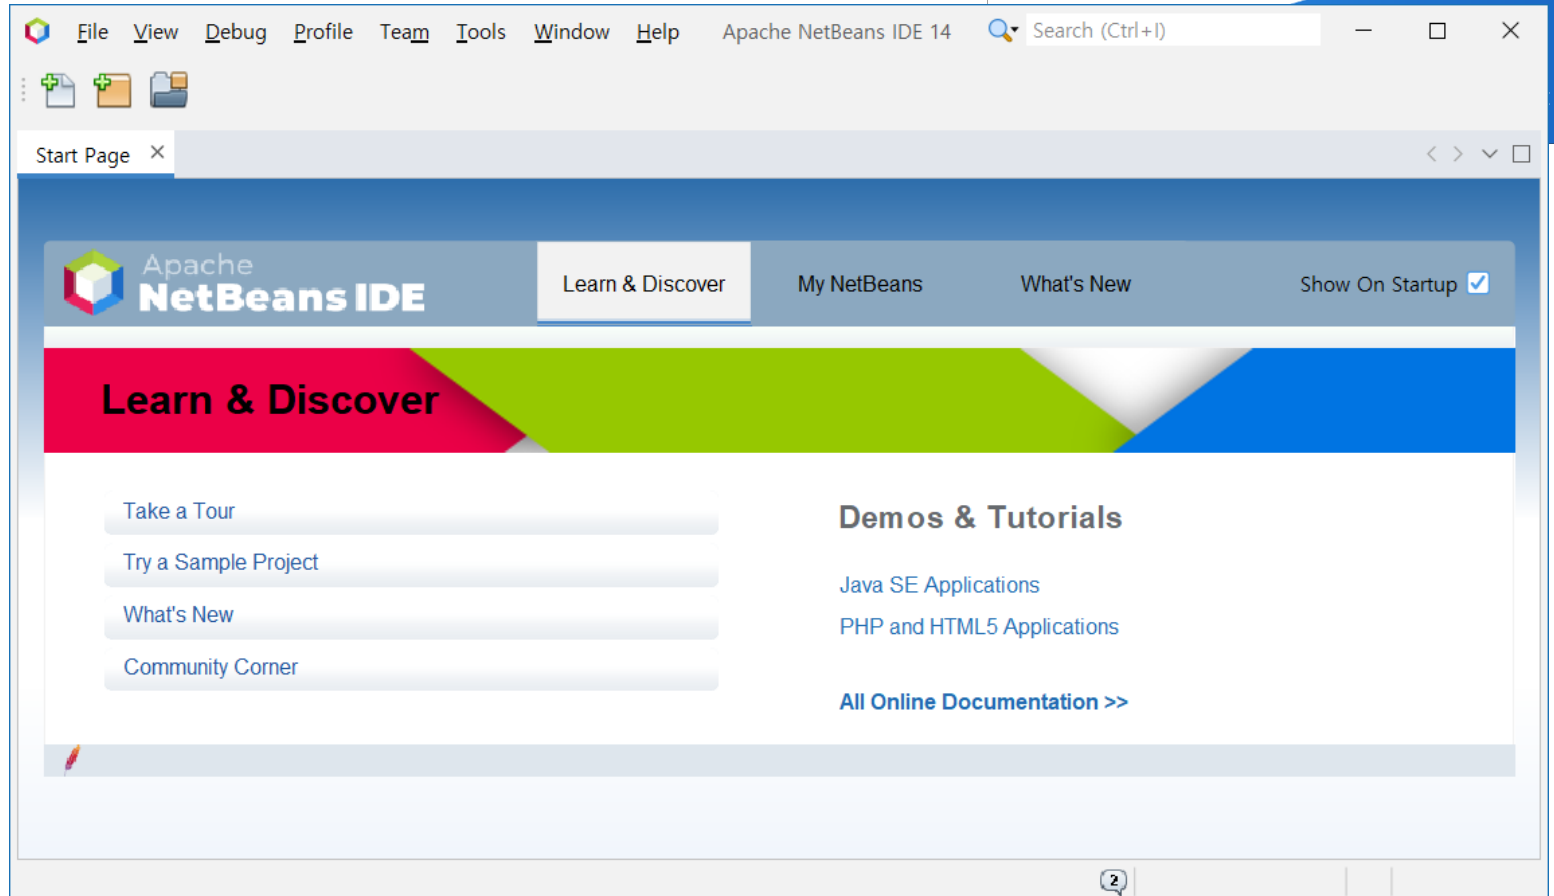 File View Debug Profile Team Tools Window Help Apache NetBeans IDE 14 Search (Ctrl+I)
Start Page
Apache
NetBeans IDE
Learn & Discover My NetBeans What's New Show On Startup
Learn & Discover
Take a Tour
Try a Sample Project
What's New
Community Corner
Demos & Tutorials
Java SE Applications
PHP and HTML5 Applications
All Online Documentation >>
2